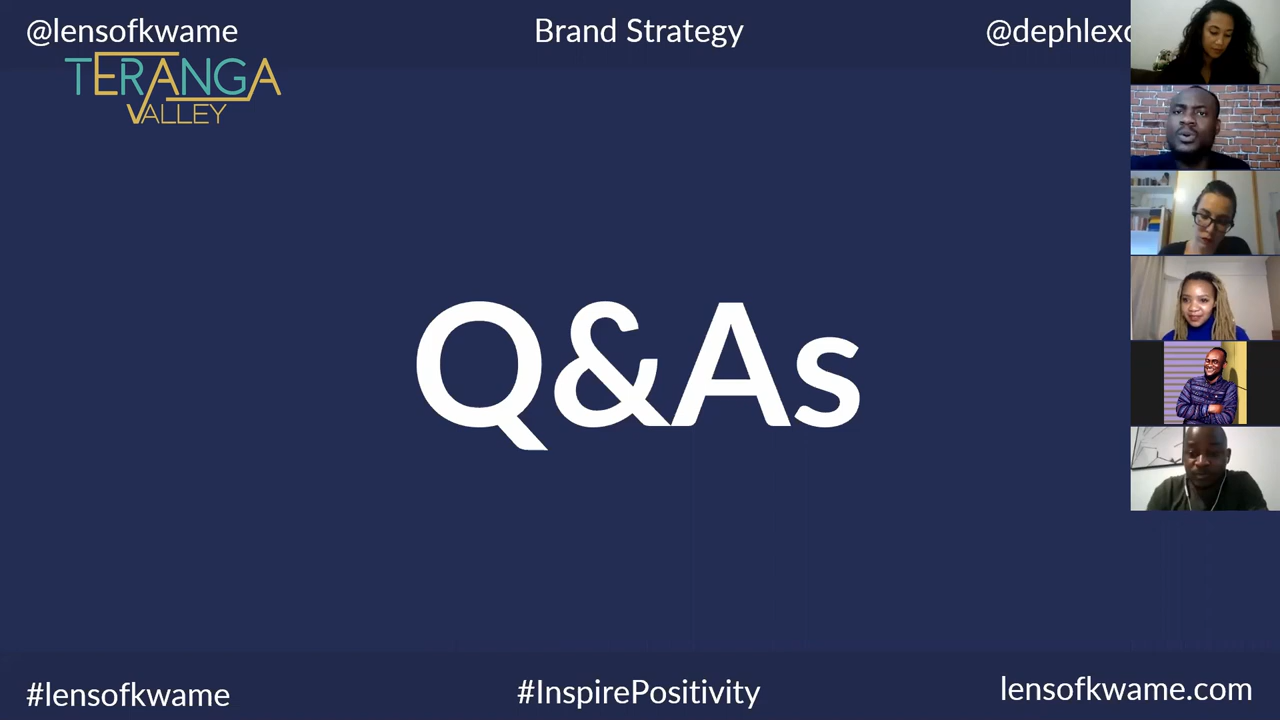 @lensofkwame
Brand Strategy
TERANGA
VALLEY
Q&As
#lensofkwame
#InspirePositivity
lensofkwame.com